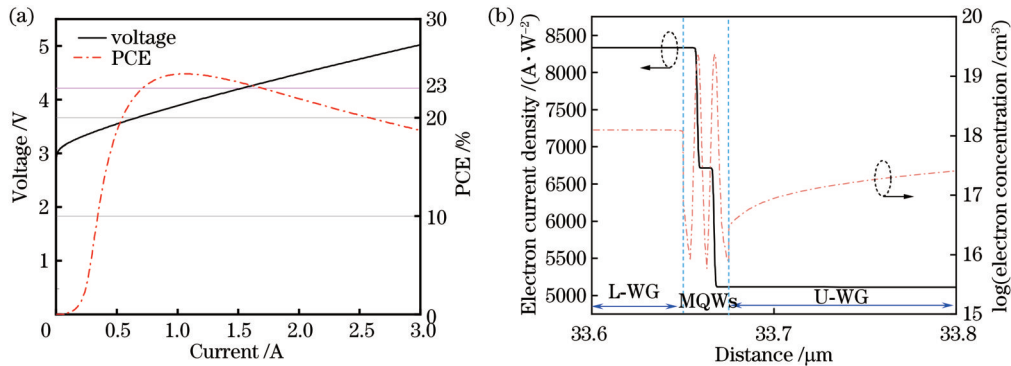 (a)
voltage
PCE
Voltage /V
5
4
3
2
1
0
0.5
1.0
1.5
2.0
2.5
3.0
Current /A
30
23
20
10
0
PCE /%
(b)
Electron current density /(A· W⁻²)
8500
8000
7500
7000
6500
6000
5500
5000
L-WG
MQWs
U-WG
33.6
33.7
33.8
Distance /μm
20
19
18
17
16
15
log(electron concentration /cm³)